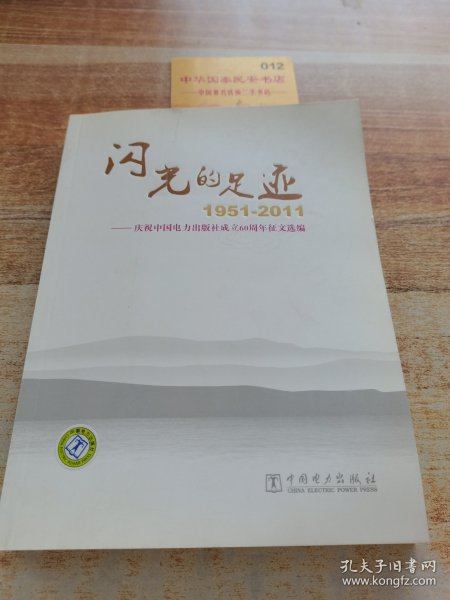 012
中华国泰民安书店
闪光的足迹
1951-2011
——庆祝中国电力出版社成立60周年征文选编
中国电力出版社
CHINA ELECTRIC POWER PRESS
孔夫子旧书网
www.kongfz.com